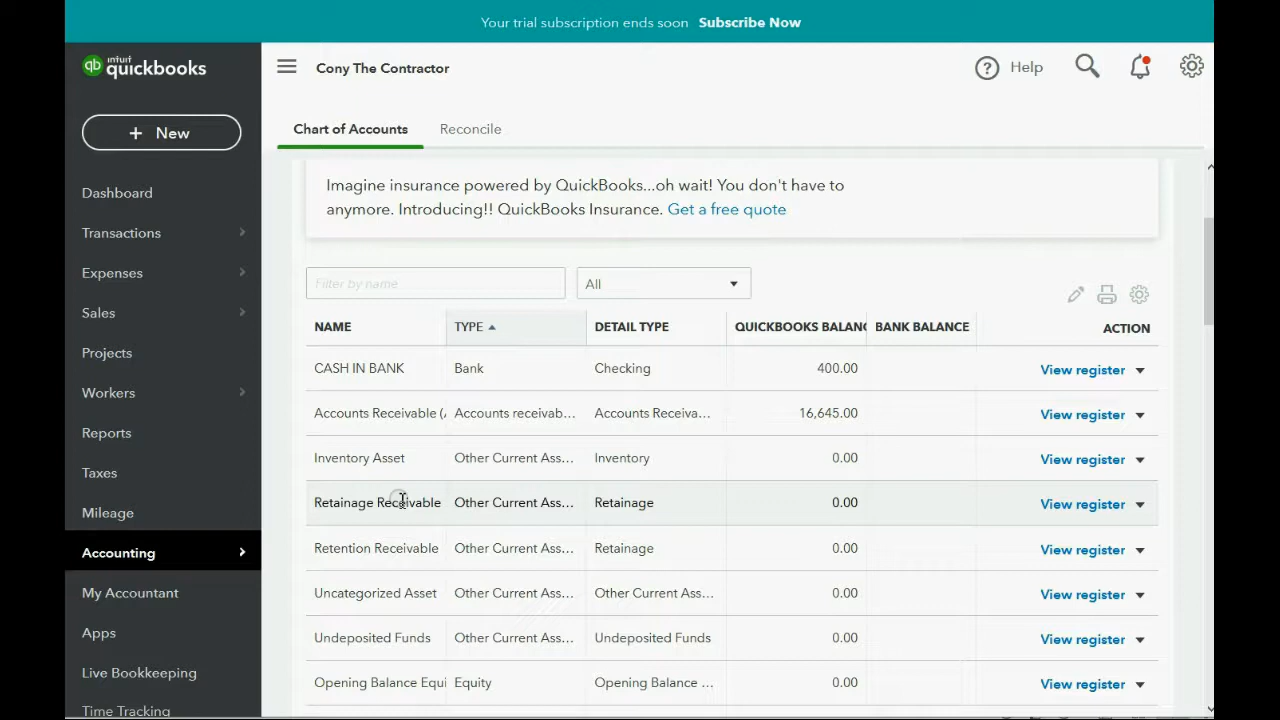 Your trial subscription ends soon Subscribe Now
intuit
quickbooks
Cony The Contractor
Help
+ New
Chart of Accounts
Reconcile
Dashboard
Transactions
Expenses
Sales
Projects
Workers
Reports
Taxes
Mileage
Accounting
My Accountant
Apps
Live Bookkeeping
Time Tracking
Imagine insurance powered by QuickBooks...oh wait! You don't have to
anymore. Introducing!! QuickBooks Insurance. Get a free quote
Filter by name
All
NAME TYPE DETAIL TYPE QUICKBOOKS BALANC BANK BALANCE ACTION
CASH IN BANK Bank Checking 400.00 View register
Accounts Receivable (A Accounts receivab... Accounts Receiva... 16,645.00 View register
Inventory Asset Other Current Ass... Inventory 0.00 View register
Retainage Receivable Other Current Ass... Retainage 0.00 View register
Retention Receivable Other Current Ass... Retainage 0.00 View register
Uncategorized Asset Other Current Ass... Other Current Ass... 0.00 View register
Undeposited Funds Other Current Ass... Undeposited Funds 0.00 View register
Opening Balance Equi Equity Opening Balance ... 0.00 View register